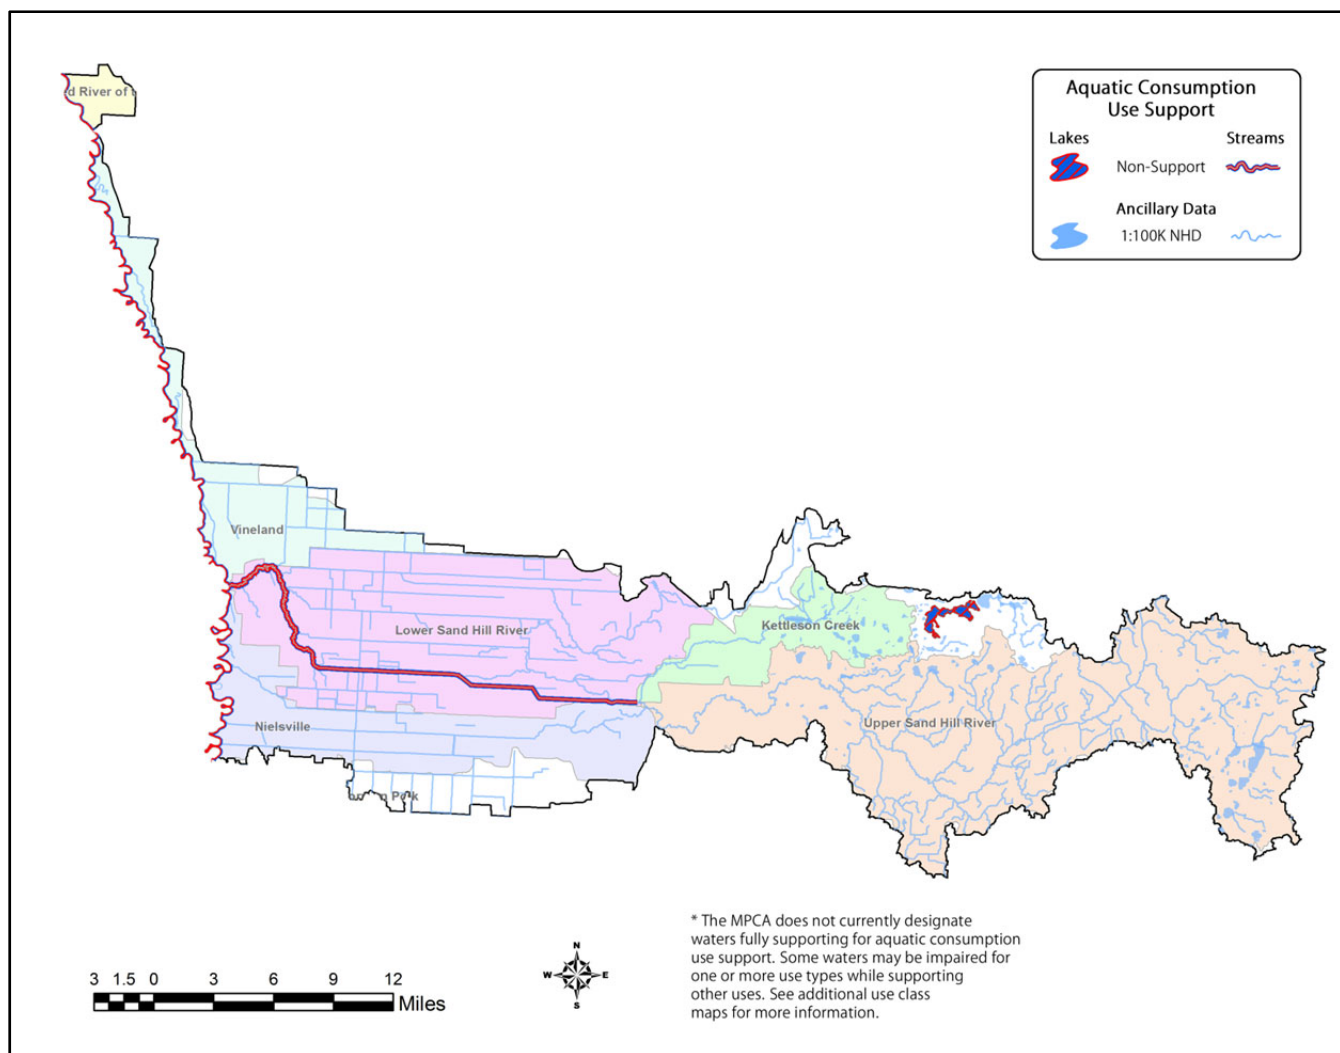 d River of
Aquatic Consumption
Use Support
Lakes
Streams
Non-Support
Ancillary Data
1:100K NHD
Vineland
Lower Sand Hill River
Kettleson Creek
Upper Sand Hill River
Nielsville
* The MPCA does not currently designate
waters fully supporting for aquatic consumption
use support. Some waters may be impaired for
one or more use types while supporting
other uses. See additional use class
maps for more information.
N
W
E
S
3 1.5 0 3 6 9 12
Miles